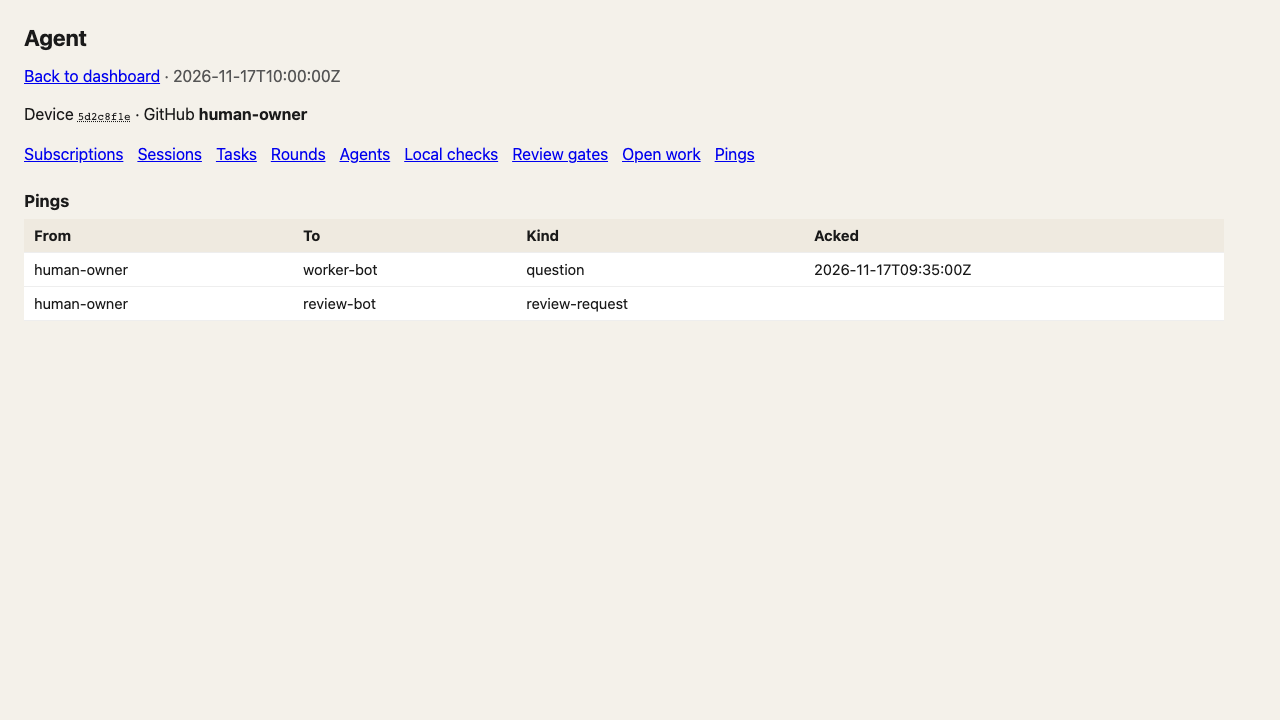 Agent
Back to dashboard · 2026-11-17T10:00:00Z
Device 5d2c8f1e · GitHub human-owner
Subscriptions Sessions Tasks Rounds Agents Local checks Review gates Open work Pings
Pings
From To Kind Acked
human-owner worker-bot question 2026-11-17T09:35:00Z
human-owner review-bot review-request